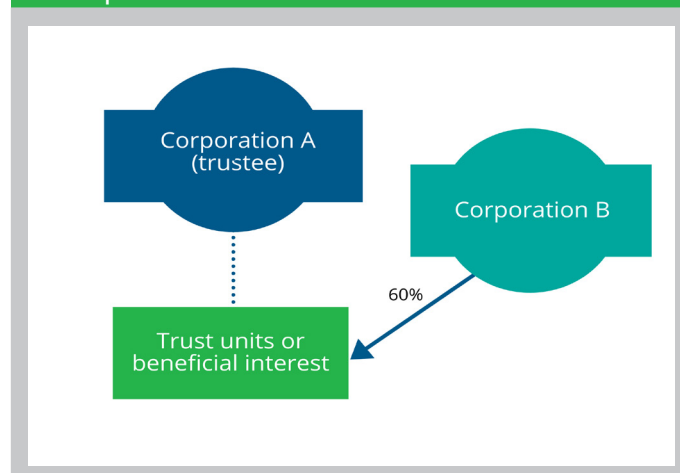 Corporation A
(trustee)
Corporation B
60%
Trust units or
beneficial interest